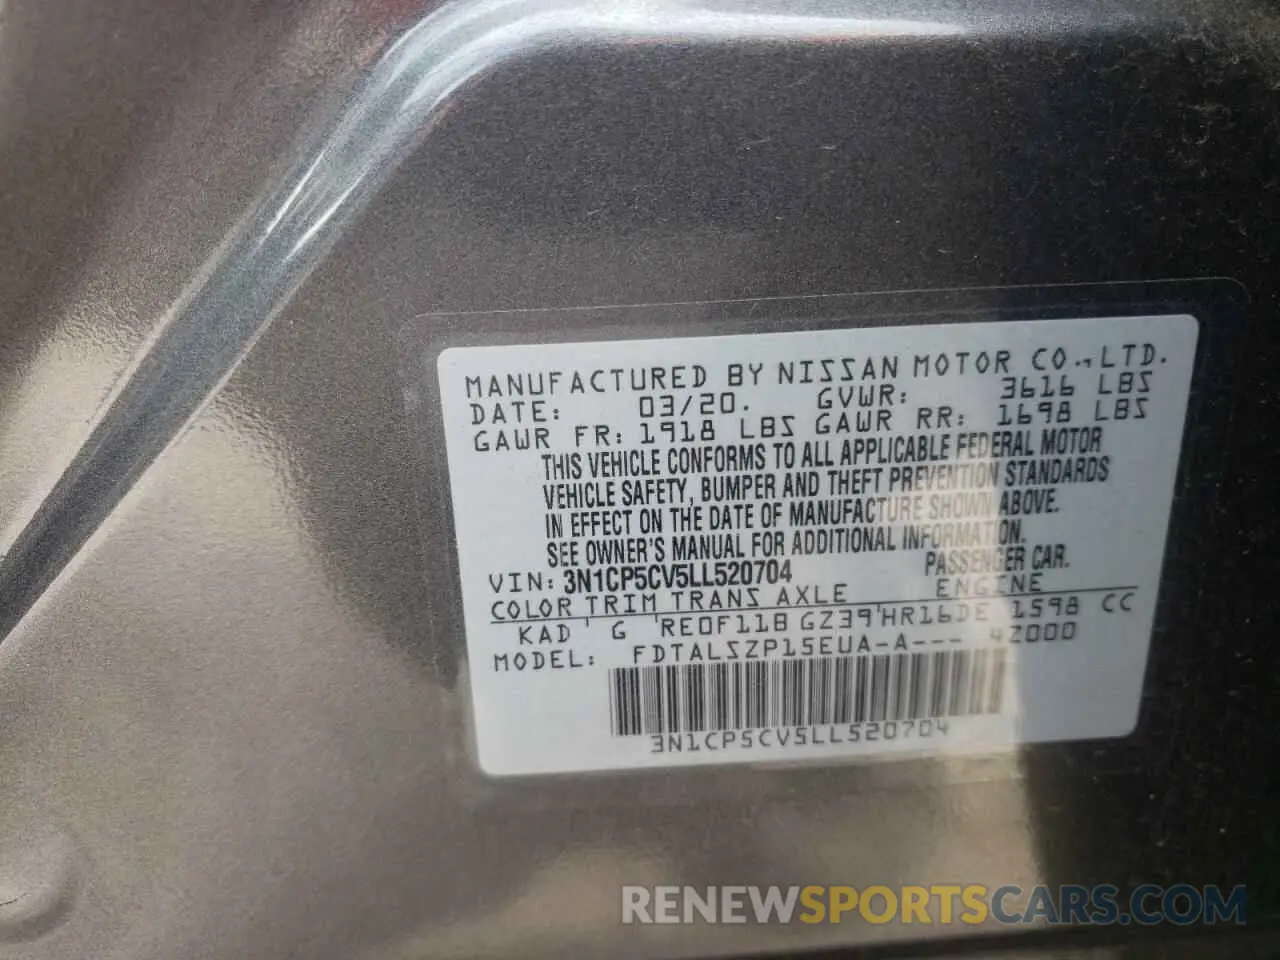 MANUFACTURED BY NISSAN MOTOR CO., LTD.
DATE: 03/20. GVWR: 3616 LBS
GAWR FR: 1918 LBS GAWR RR: 1698 LBS
THIS VEHICLE CONFORMS TO ALL APPLICABLE FEDERAL MOTOR
VEHICLE SAFETY, BUMPER AND THEFT PREVENTION STANDARDS
IN EFFECT ON THE DATE OF MANUFACTURE SHOWN ABOVE.
SEE OWNER'S MANUAL FOR ADDITIONAL INFORMATION.
VIN: 3N1CP5CV5LL520704 PASSENGER CAR.
COLOR TRIM TRANS AXLE ENGINE
KAD ' G 'RE0F11B GZ39'HR16DE 1598 CC
MODEL: FDTALSZP15EUA-A--- 4Z000
3N1CP5CV5LL520704
RENEWSPORTSCARS.COM